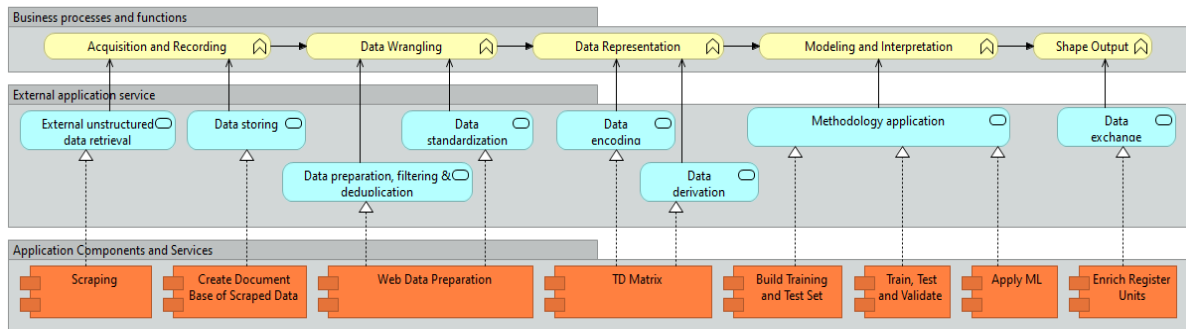 Business processes and functions
Acquisition and Recording
Data Wrangling
Data Representation
Modeling and Interpretation
Shape Output
External application service
External unstructured
data retrieval
Data storing
Data
standardization
Data
encoding
Methodology application
Data
exchange
Data preparation, filtering &
deduplication
Data
derivation
Application Components and Services
Scraping
Create Document
Base of Scraped Data
Web Data Preparation
TD Matrix
Build Training
and Test Set
Train, Test
and Validate
Apply ML
Enrich Register
Units